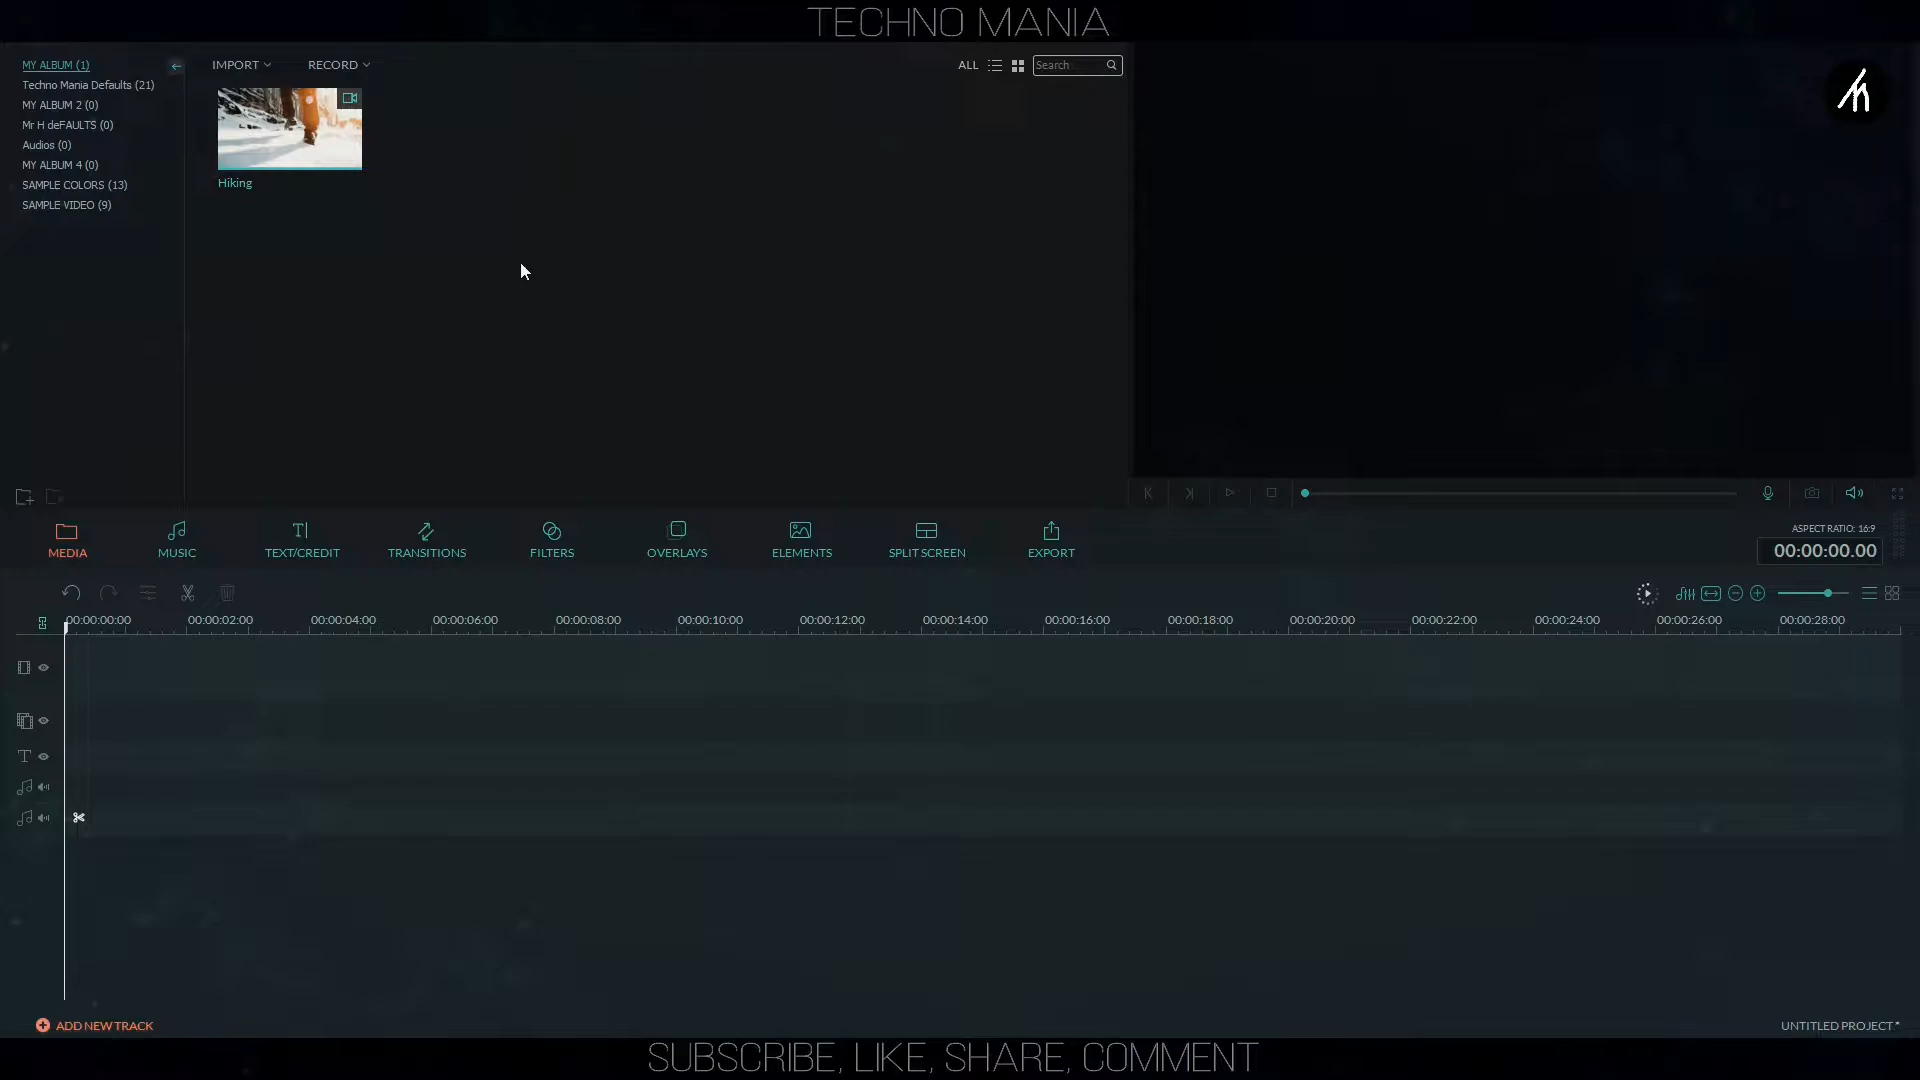 TECHNO MANIA
MY ALBUM (1)
Techno Mania Defaults (21)
MY ALBUM 2 (0)
Mr H deFAULTS (0)
Audios (0)
MY ALBUM 4 (0)
SAMPLE COLORS (13)
SAMPLE VIDEO (9)
IMPORT
RECORD
ALL
Search
Hiking
MEDIA
MUSIC
TEXT/CREDIT
TRANSITIONS
FILTERS
OVERLAYS
ELEMENTS
SPLIT SCREEN
EXPORT
ASPECT RATIO: 16:9
00:00:00.00
00:00:00:00 00:00:02:00 00:00:04:00 00:00:06:00 00:00:08:00 00:00:10:00 00:00:12:00 00:00:14:00 00:00:16:00 00:00:18:00 00:00:20:00 00:00:22:00 00:00:24:00 00:00:26:00 00:00:28:00
ADD NEW TRACK
UNTITLED PROJECT*
SUBSCRIBE, LIKE, SHARE, COMMENT